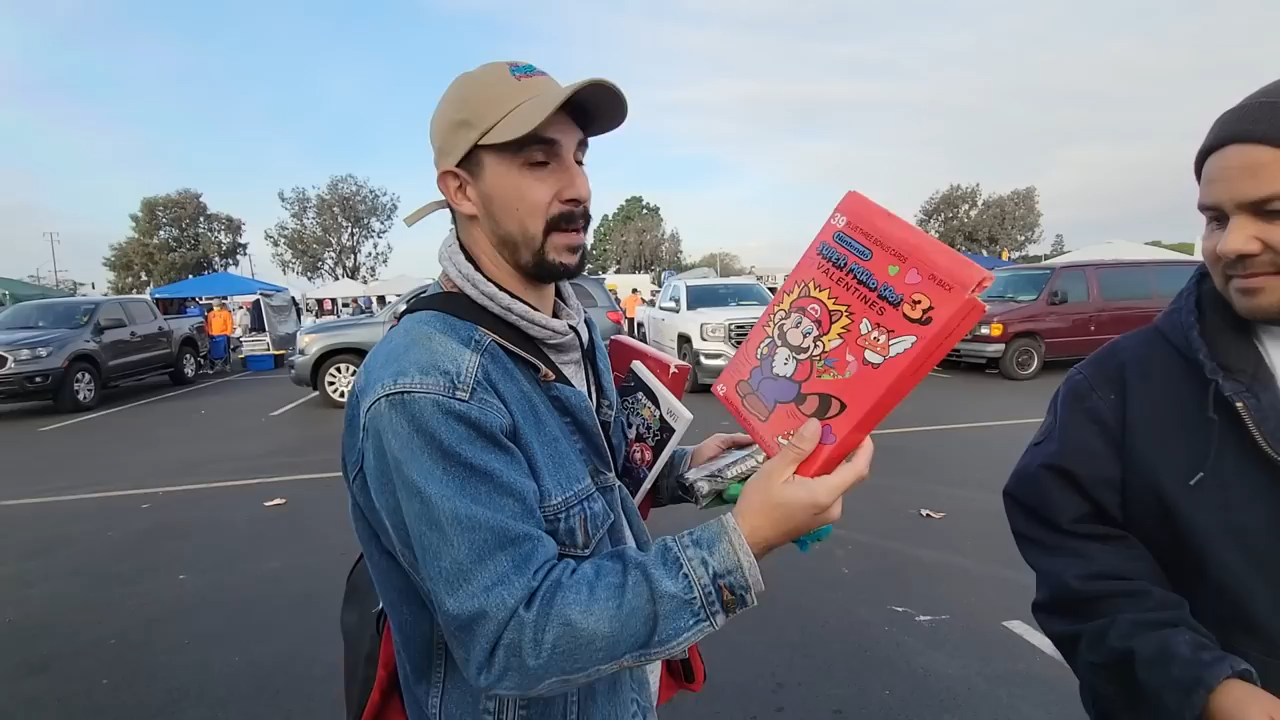 39 PLUS THREE BONUS CARDS
ON BACK
Nintendo
SUPER MARIO BROS 3
VALENTINES
42
Wii